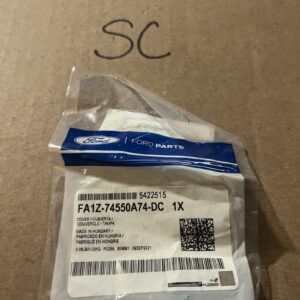 SC
Ford | FORD PARTS
5422515
FA1Z-74550A74-DC 1X
COVER / CUBIERTA /
COUVERCLE / TAMPA
MADE IN HUNGARY /
FABRICADO EN HUNGRIA /
FABRIQUÉ EN HONGRIE